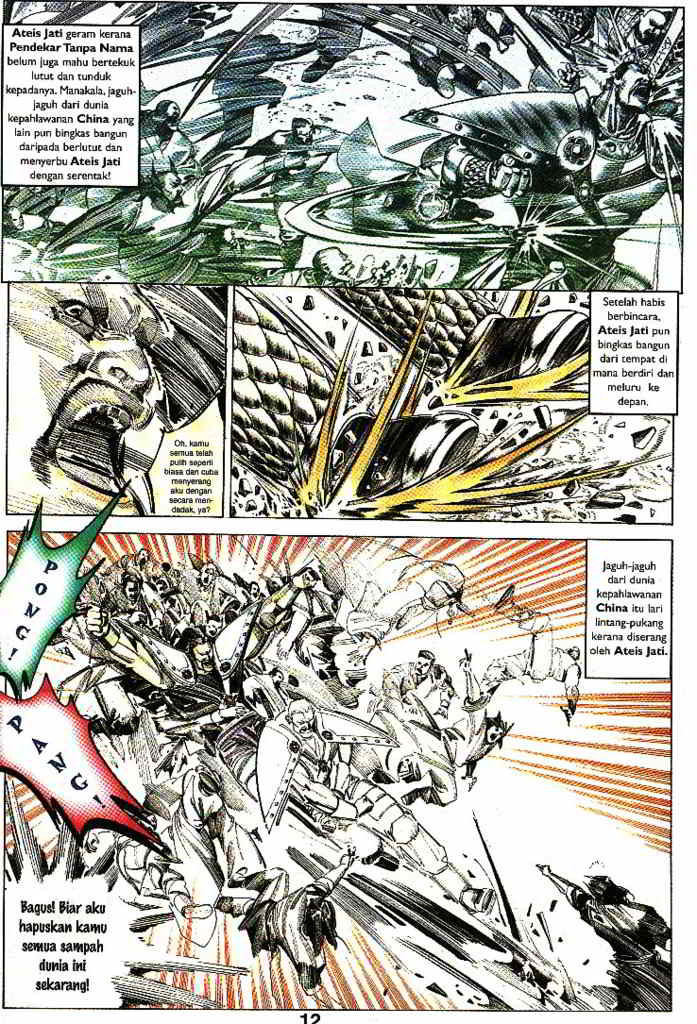 Ateis Jati geram kerana
Pendekar Tanpa Nama
belum juga mahu bertekuk
lutut dan tunduk
kepadanya. Manakala, jaguh-
jaguh dari dunia
kepahlawanan China yang
lain pun bingkas bangun
daripada berlutut dan
menyerbu Ateis Jati
dengan serentak!
Oh, kamu
semua telah
pulih seperti
biasa dan cuba
menyerang
aku dengan
secara men-
dadak, ya?
Setelah habis
berbincara,
Ateis Jati pun
bingkas bangun
dari tempat di
mana berdiri dan
meluru ke
depan.
PONG!
PANG!
Jaguh-jaguh
dari dunia
kepahlawanan
China itu lari
lintang-pukang
kerana diserang
oleh Ateis Jati.
Bagus! Biar aku
hapuskan kamu
semua sampah
dunia ini
sekarang!
12